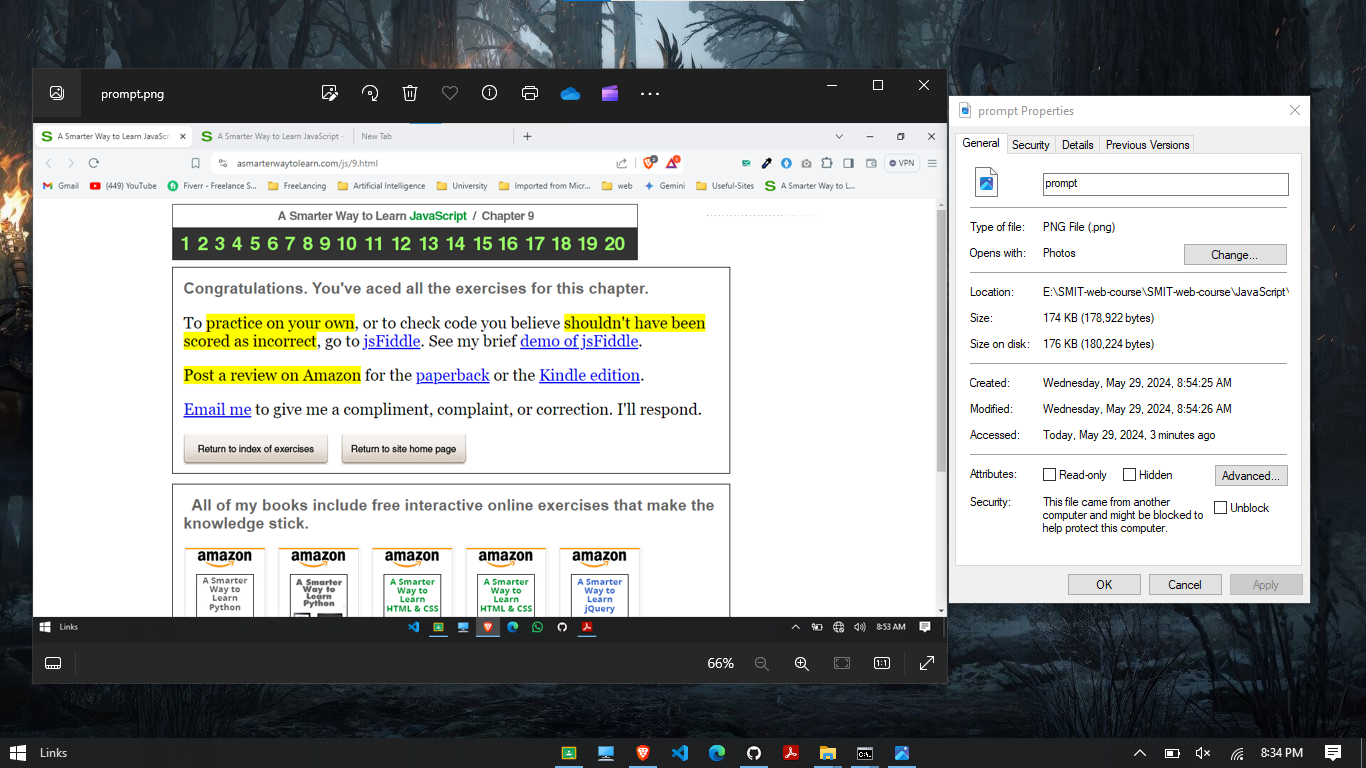 prompt.png
A Smarter Way to Learn JavaScr
A Smarter Way to Learn JavaScript -
New Tab
asmarterwaytolearn.com/js/9.html
2
1
VPN
Gmail
(449) YouTube
Fiverr - Freelance S...
FreeLancing
Artificial Intelligence
University
Imported from Micr...
web
Gemini
Useful-Sites
A Smarter Way to L...
A Smarter Way to Learn JavaScript / Chapter 9
1 2 3 4 5 6 7 8 9 10 11 12 13 14 15 16 17 18 19 20
Congratulations. You've aced all the exercises for this chapter.
To practice on your own, or to check code you believe shouldn't have been
scored as incorrect, go to jsFiddle. See my brief demo of jsFiddle.
Post a review on Amazon for the paperback or the Kindle edition.
Email me to give me a compliment, complaint, or correction. I'll respond.
Return to index of exercises
Return to site home page
All of my books include free interactive online exercises that make the
knowledge stick.
amazon
A Smarter
Way to
Learn
Python
amazon
A Smarter
Way to
Learn
Python
amazon
A Smarter
Way to
Learn
HTML & CSS
amazon
A Smarter
Way to
Learn
HTML & CSS
amazon
A Smarter
Way to
Learn
jQuery
Links
8:53 AM
66%
1:1
prompt Properties
General
Security
Details
Previous Versions
prompt
Type of file: PNG File (.png)
Opens with: Photos
Change...
Location: E:\SMIT-web-course\SMIT-web-course\JavaScript\
Size: 174 KB (178,922 bytes)
Size on disk: 176 KB (180,224 bytes)
Created: Wednesday, May 29, 2024, 8:54:25 AM
Modified: Wednesday, May 29, 2024, 8:54:26 AM
Accessed: Today, May 29, 2024, 3 minutes ago
Attributes: Read-only Hidden
Advanced...
Security: This file came from another
computer and might be blocked to
help protect this computer.
Unblock
OK
Cancel
Apply
Links
8:34 PM